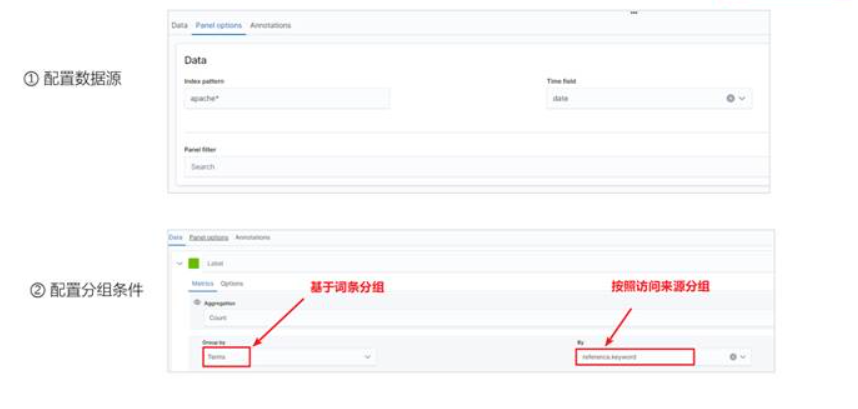 Data Panel options Annotations
Data
① 配置数据源
Index pattern Time field
apache* date
Panel filter
Search
Data Panel options Annotations
Label
Metrics Options
② 配置分组条件
基于词条分组 按照访问来源分组
Aggregation
Count
Group by By
Terms reference.keyword